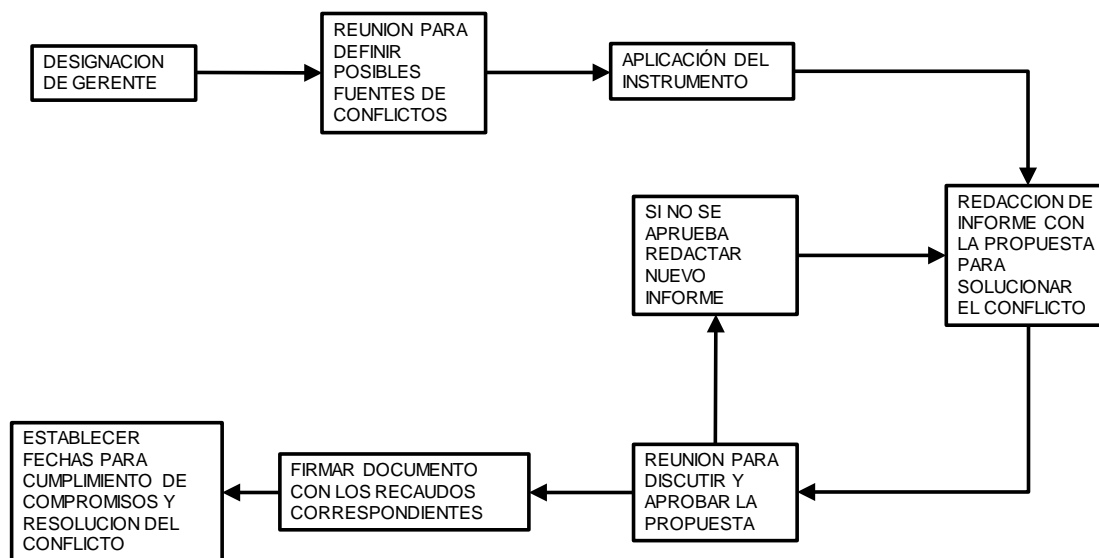 DESIGNACION
DE GERENTE
REUNION PARA
DEFINIR
POSIBLES
FUENTES DE
CONFLICTOS
APLICACIÓN DEL
INSTRUMENTO
REDACCION DE
INFORME CON
LA PROPUESTA
PARA
SOLUCIONAR
EL CONFLICTO
SI NO SE
APRUEBA
REDACTAR
NUEVO
INFORME
REUNION PARA
DISCUTIR Y
APROBAR LA
PROPUESTA
FIRMAR DOCUMENTO
CON LOS RECAUDOS
CORRESPONDIENTES
ESTABLECER
FECHAS PARA
CUMPLIMIENTO DE
COMPROMISOS Y
RESOLUCION DEL
CONFLICTO